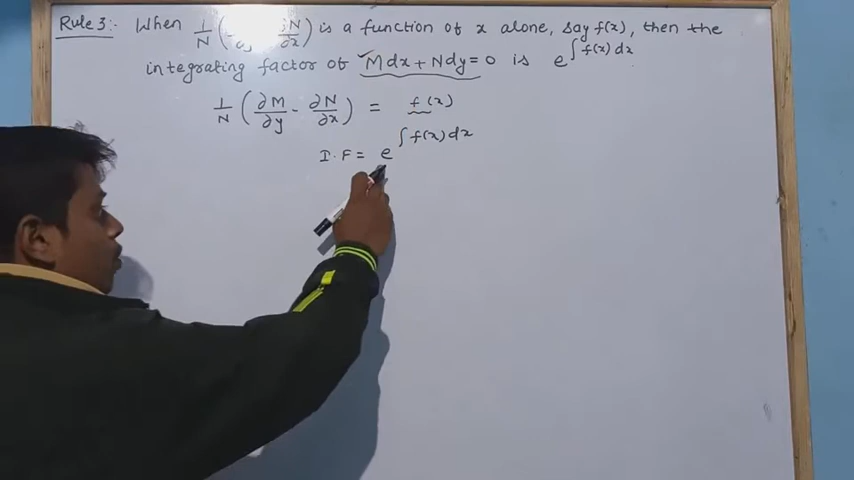 Rule 3:- When 1/N ( ∂N/∂x ) is a function of x alone, say f(x), then the
integrating factor of ✓Mdx + Ndy = 0 is e^∫f(x)dx
1/N (∂M/∂y - ∂N/∂x) = f(x)
I.F = e^∫f(x)dx